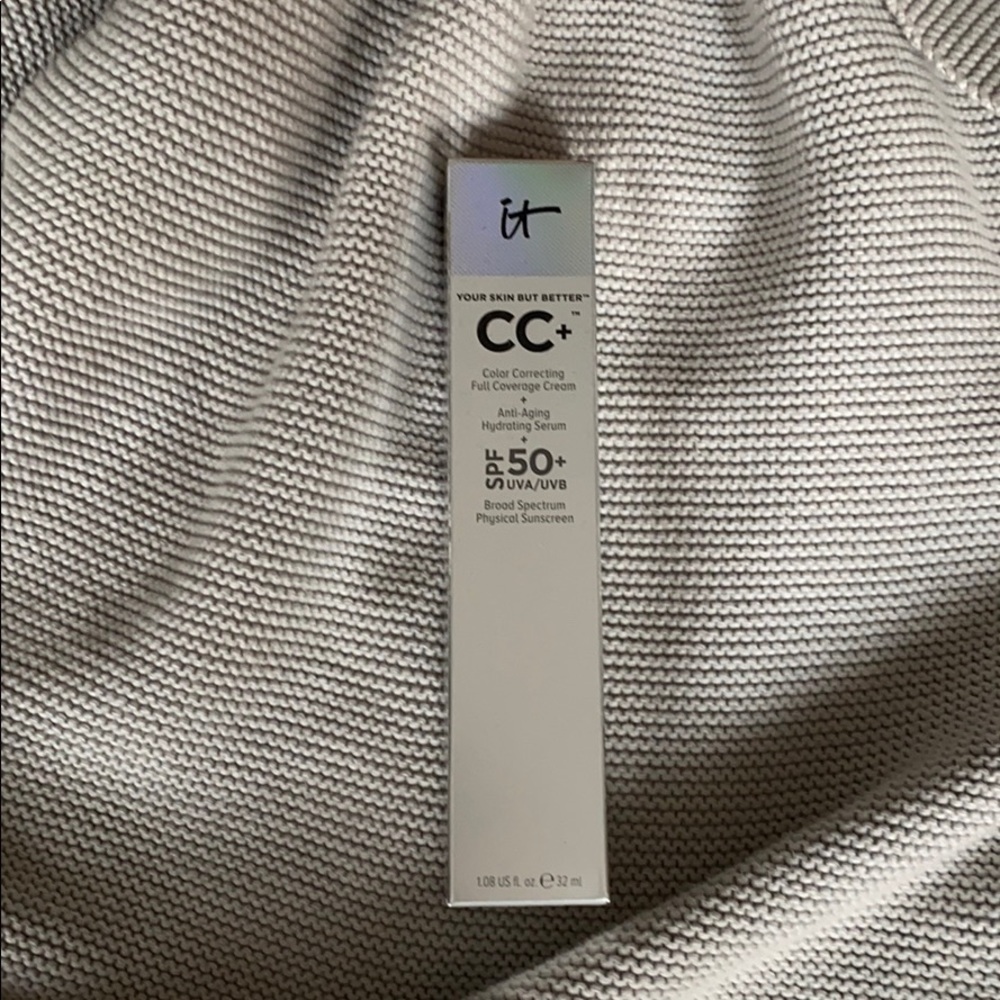 it
YOUR SKIN BUT BETTER™
CC+™
Color Correcting
Full Coverage Cream
+
Anti-Aging
Hydrating Serum
+
SPF 50+
UVA/UVB
Broad Spectrum
Physical Sunscreen
1.08 US fl. oz. ℮ 32 ml